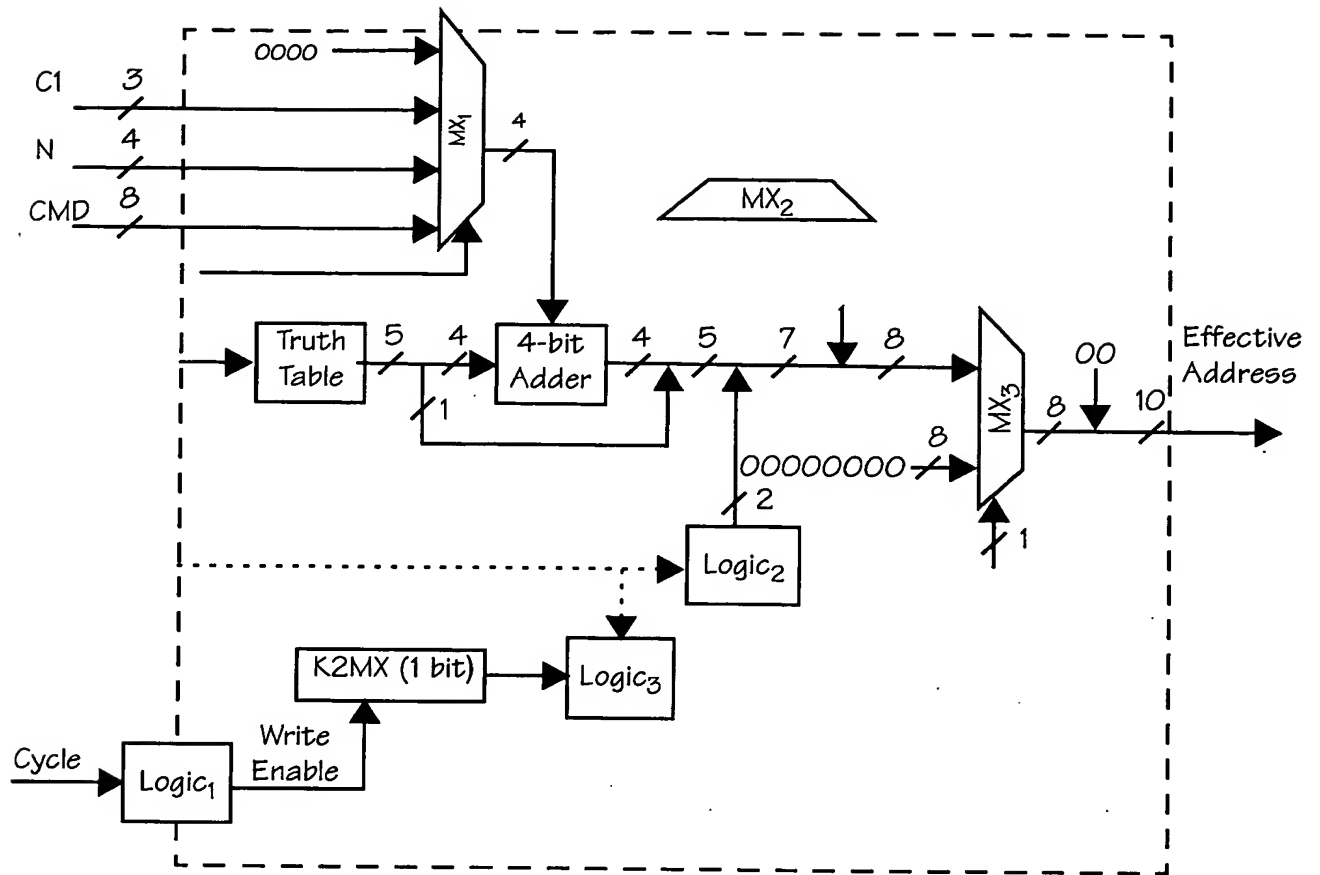 0000
C1
3
N
4
CMD
8
MX1
4
MX2
Truth
Table
5
4
1
4-bit
Adder
4
5
7
1
8
MX3
00
8
10
Effective
Address
00000000
8
1
2
Logic2
K2MX (1 bit)
Logic3
Cycle
Logic1
Write
Enable